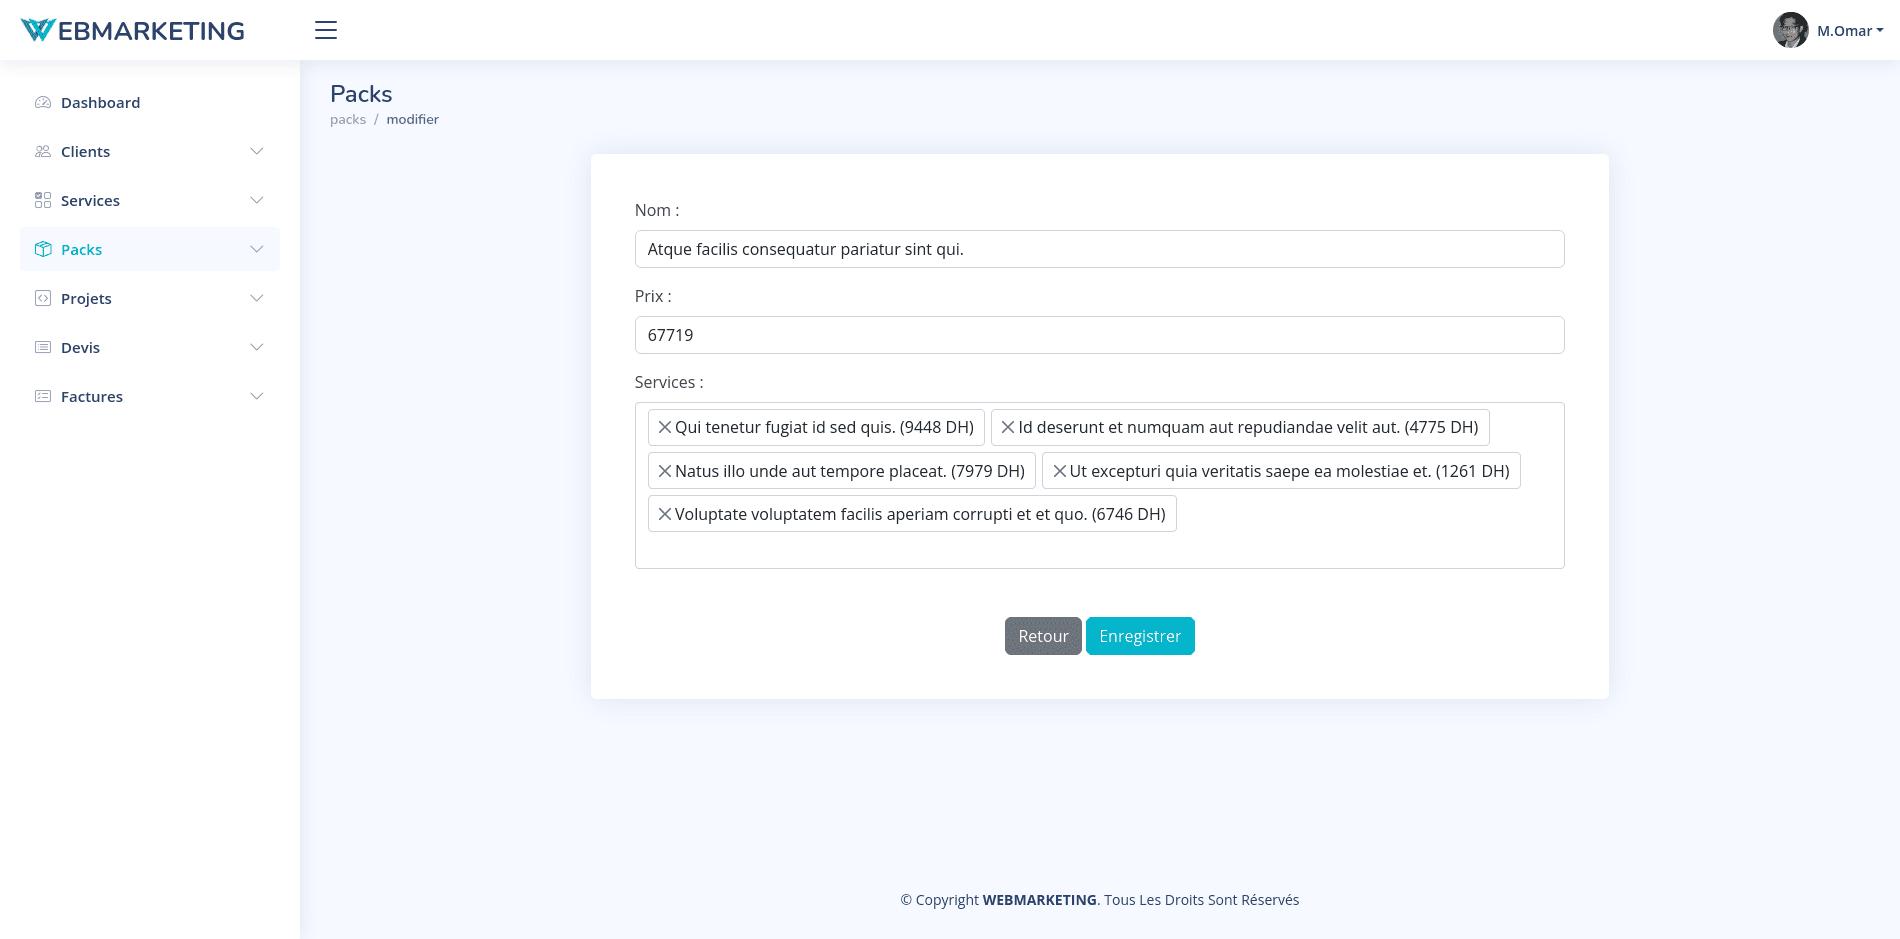 WEBMARKETING
M.Omar
Dashboard
Clients
Services
Packs
Projets
Devis
Factures
Packs
packs / modifier
Nom :
Atque facilis consequatur pariatur sint qui.
Prix :
67719
Services :
Qui tenetur fugiat id sed quis. (9448 DH) Id deserunt et numquam aut repudiandae velit aut. (4775 DH)
Natus illo unde aut tempore placeat. (7979 DH) Ut excepturi quia veritatis saepe ea molestiae et. (1261 DH)
Voluptate voluptatem facilis aperiam corrupti et et quo. (6746 DH)
Retour Enregistrer
© Copyright WEBMARKETING. Tous Les Droits Sont Réservés